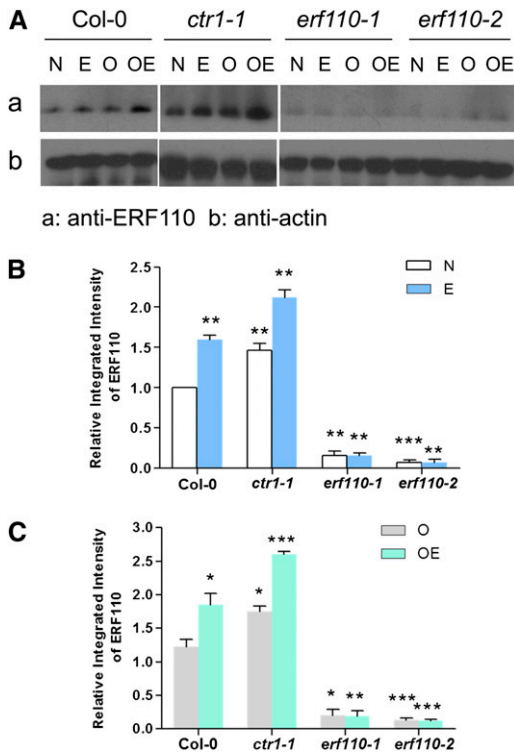 A
Col-0 ctr1-1 erf110-1 erf110-2
N E O OE N E O OE N E O OE N E O OE
a
b
a: anti-ERF110 b: anti-actin
B
Relative Integrated Intensity
of ERF110
2.5
2.0
1.5
1.0
0.5
0.0
** ** ** ** ** *** **
N
E
Col-0 ctr1-1 erf110-1 erf110-2
C
Relative Integrated Intensity
of ERF110
3.0
2.5
2.0
1.5
1.0
0.5
0.0
* * *** * ** *** ***
O
OE
Col-0 ctr1-1 erf110-1 erf110-2